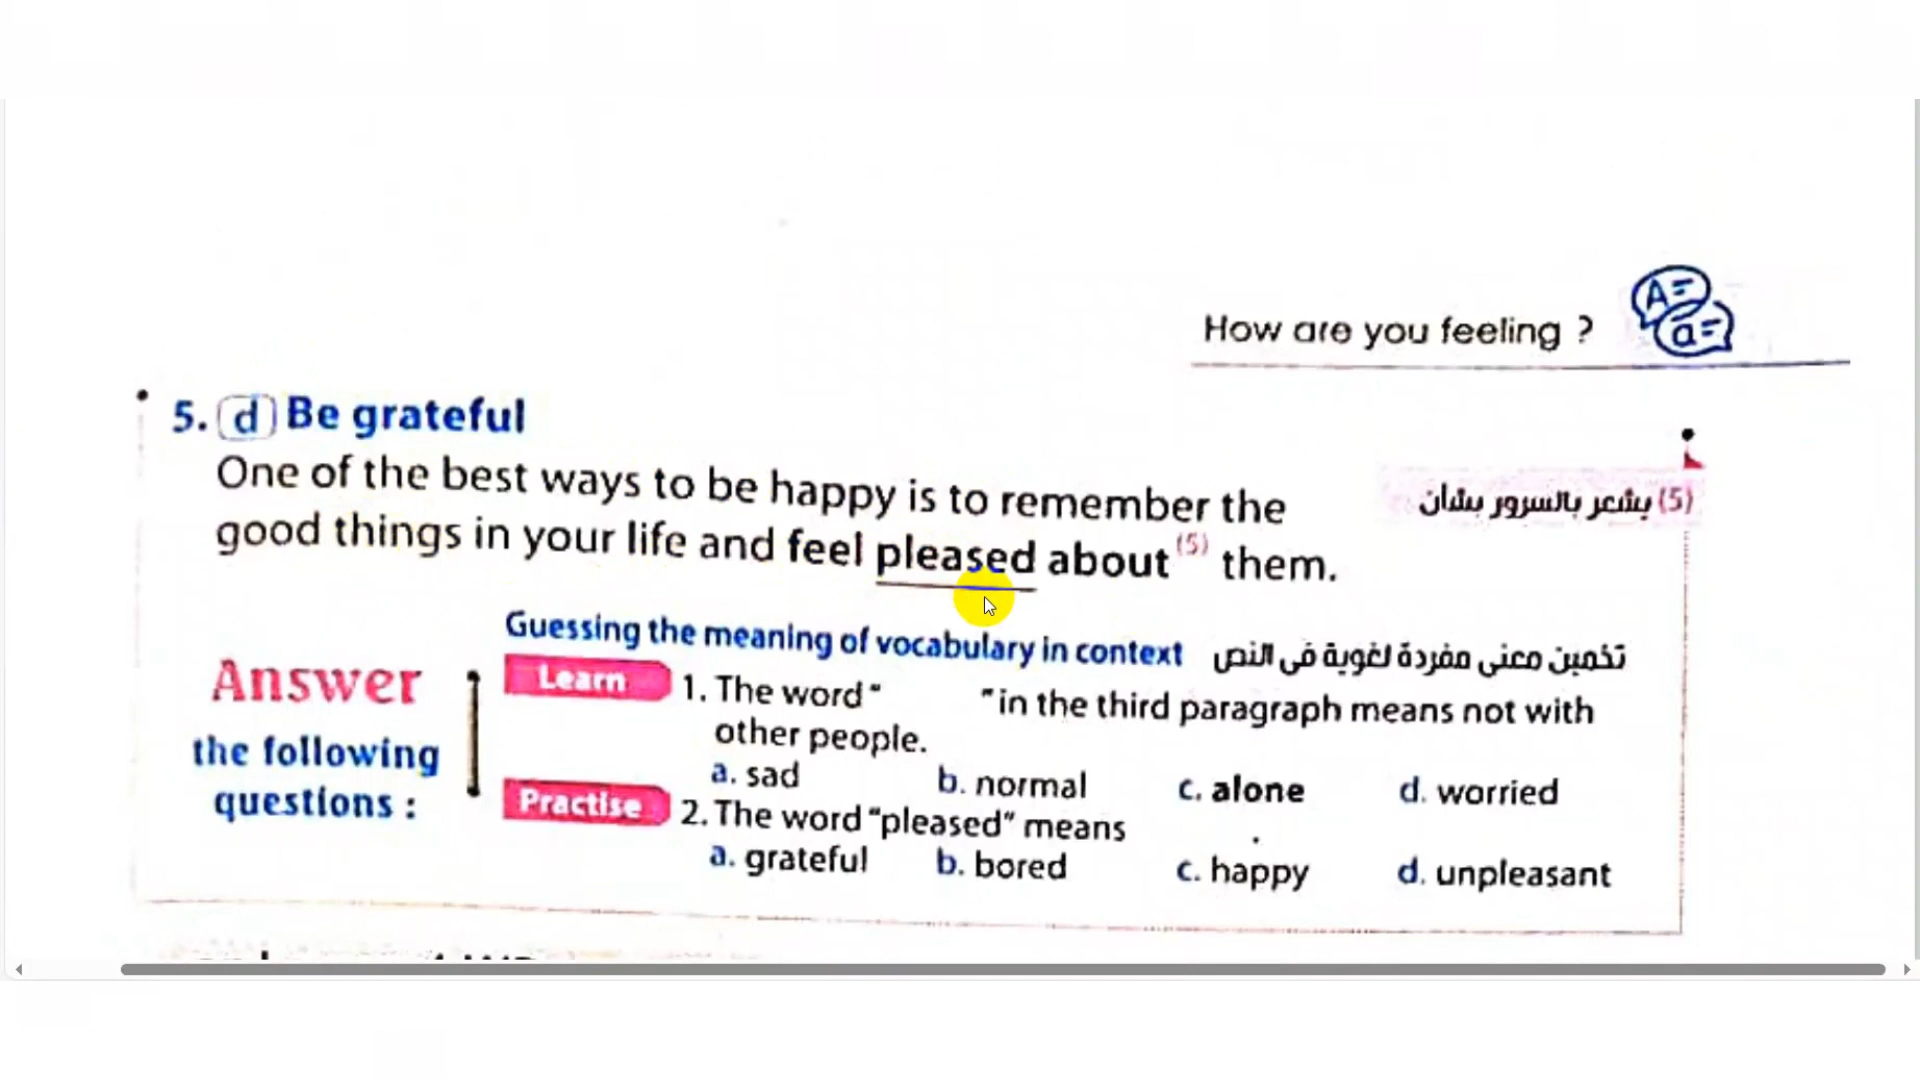 How are you feeling ?
A=
a=
5. d Be grateful
One of the best ways to be happy is to remember the
good things in your life and feel pleased about (5) them.
(5) يشعر بالسرور بشأن
Guessing the meaning of vocabulary in context تخمين معنى مفردة لغوية فى النص
Answer
the following
questions :
Learn
1. The word “ ” in the third paragraph means not with
other people.
a. sad b. normal c. alone d. worried
Practise
2. The word “pleased” means .
a. grateful b. bored c. happy d. unpleasant